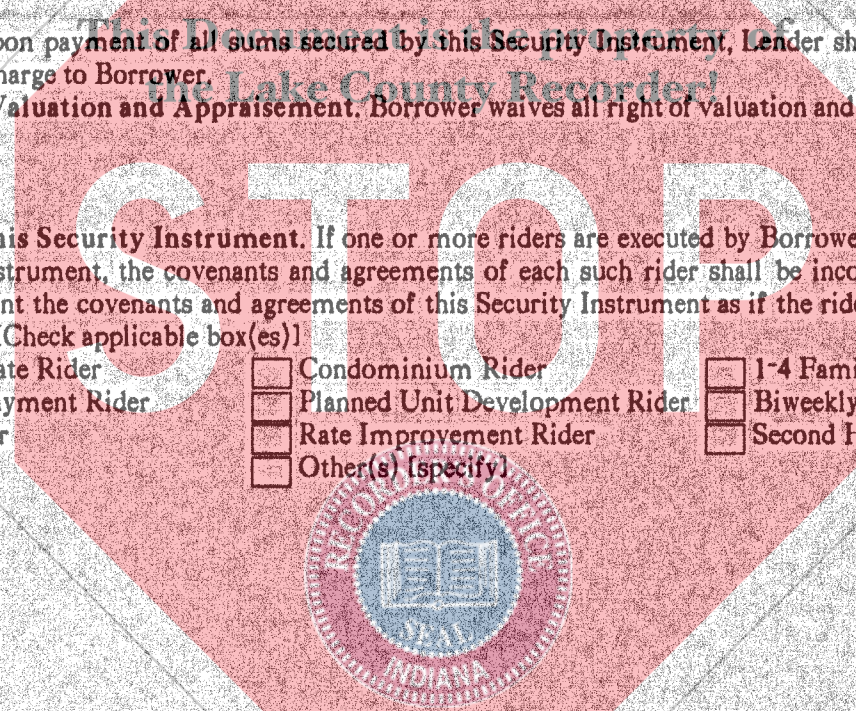 This Document is the property of
pon payment of all sums secured by this Security Instrument, Lender sh
harge to Borrower.
the Lake County Recorder!
Valuation and Appraisement. Borrower waives all right of valuation and
STOP
his Security Instrument. If one or more riders are executed by Borrowe
strument, the covenants and agreements of each such rider shall be inco
nt the covenants and agreements of this Security Instrument as if the ride
[Check applicable box(es)]
ate Rider Condominium Rider 1-4 Fami
yment Rider Planned Unit Development Rider Biweekly
r Rate Improvement Rider Second H
Other(s) [specify]
RECORDER'S OFFICE
SEAL
INDIANA